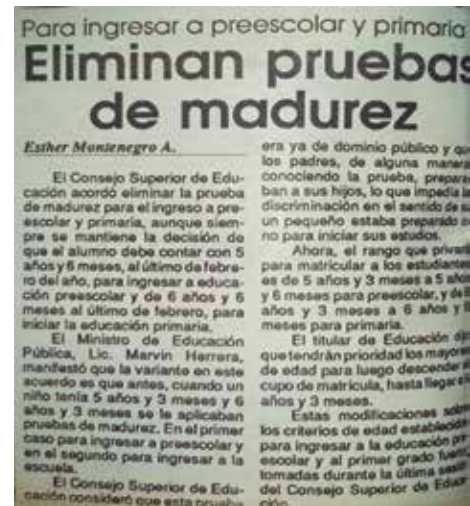 Para ingresar a preescolar y primaria
Eliminan pruebas
de madurez
Esther Montenegro A.
El Consejo Superior de Edu-
cación acordó eliminar la prueba
de madurez para el ingreso a pre-
escolar y primaria, aunque siem-
pre se mantiene la decisión de
que el alumno debe contar con 5
años y 6 meses, al último de febre-
ro del año, para ingresar a educa-
ción preescolar y de 6 años y 6
meses al último de febrero, para
iniciar la educación primaria.
El Ministro de Educación
Pública, Lic. Marvin Herrera,
manifestó que la variante en este
acuerdo es que antes, cuando un
niño tenía 5 años y 3 meses y 6
años y 3 meses se le aplicaban
pruebas de madurez. En el primer
caso para ingresar a preescolar y
en el segundo para ingresar a la
escuela.
El Consejo Superior de Edu-
cación consideró que esta prueba
era ya de dominio público y que
los padres, de alguna manera
conociendo la prueba, prepara-
ban a sus hijos, lo que impedía la
discriminación en el sentido de si
un pequeño estaba preparado o
no para iniciar sus estudios.
Ahora, el rango que
para matricular a los estudiantes
es de 5 años y 3 meses a 5 años
y 6 meses para preescolar, y de 6
años y 3 meses a 6 años y 6
meses para primaria.
El titular de Educación
que tendrán prioridad los mayores
de edad para luego descender
cupo de matrícula, hasta llegar
años y 3 meses.
Estas modificaciones sobre
los criterios de edad
para ingresar a la educación pre-
escolar y al primer grado fueron
tomadas durante la última sesión
del Consejo Superior de Educa-
ción.